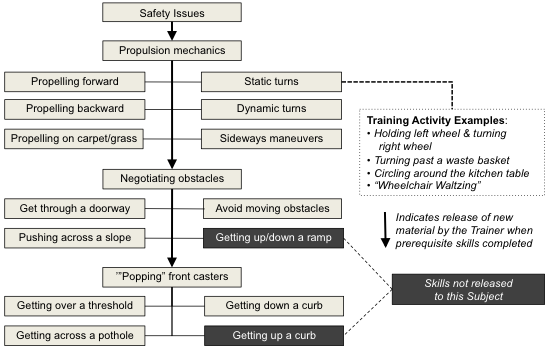 Safety Issues
Propulsion mechanics
Propelling forward
Static turns
Propelling backward
Dynamic turns
Propelling on carpet/grass
Sideways maneuvers
Negotiating obstacles
Get through a doorway
Avoid moving obstacles
Pushing across a slope
Getting up/down a ramp
"”Popping” front casters
Getting over a threshold
Getting down a curb
Getting across a pothole
Getting up a curb
Training Activity Examples:
• Holding left wheel & turning
right wheel
• Turning past a waste basket
• Circling around the kitchen table
• “Wheelchair Waltzing”
Indicates release of new
material by the Trainer when
prerequisite skills completed
Skills not released
to this Subject